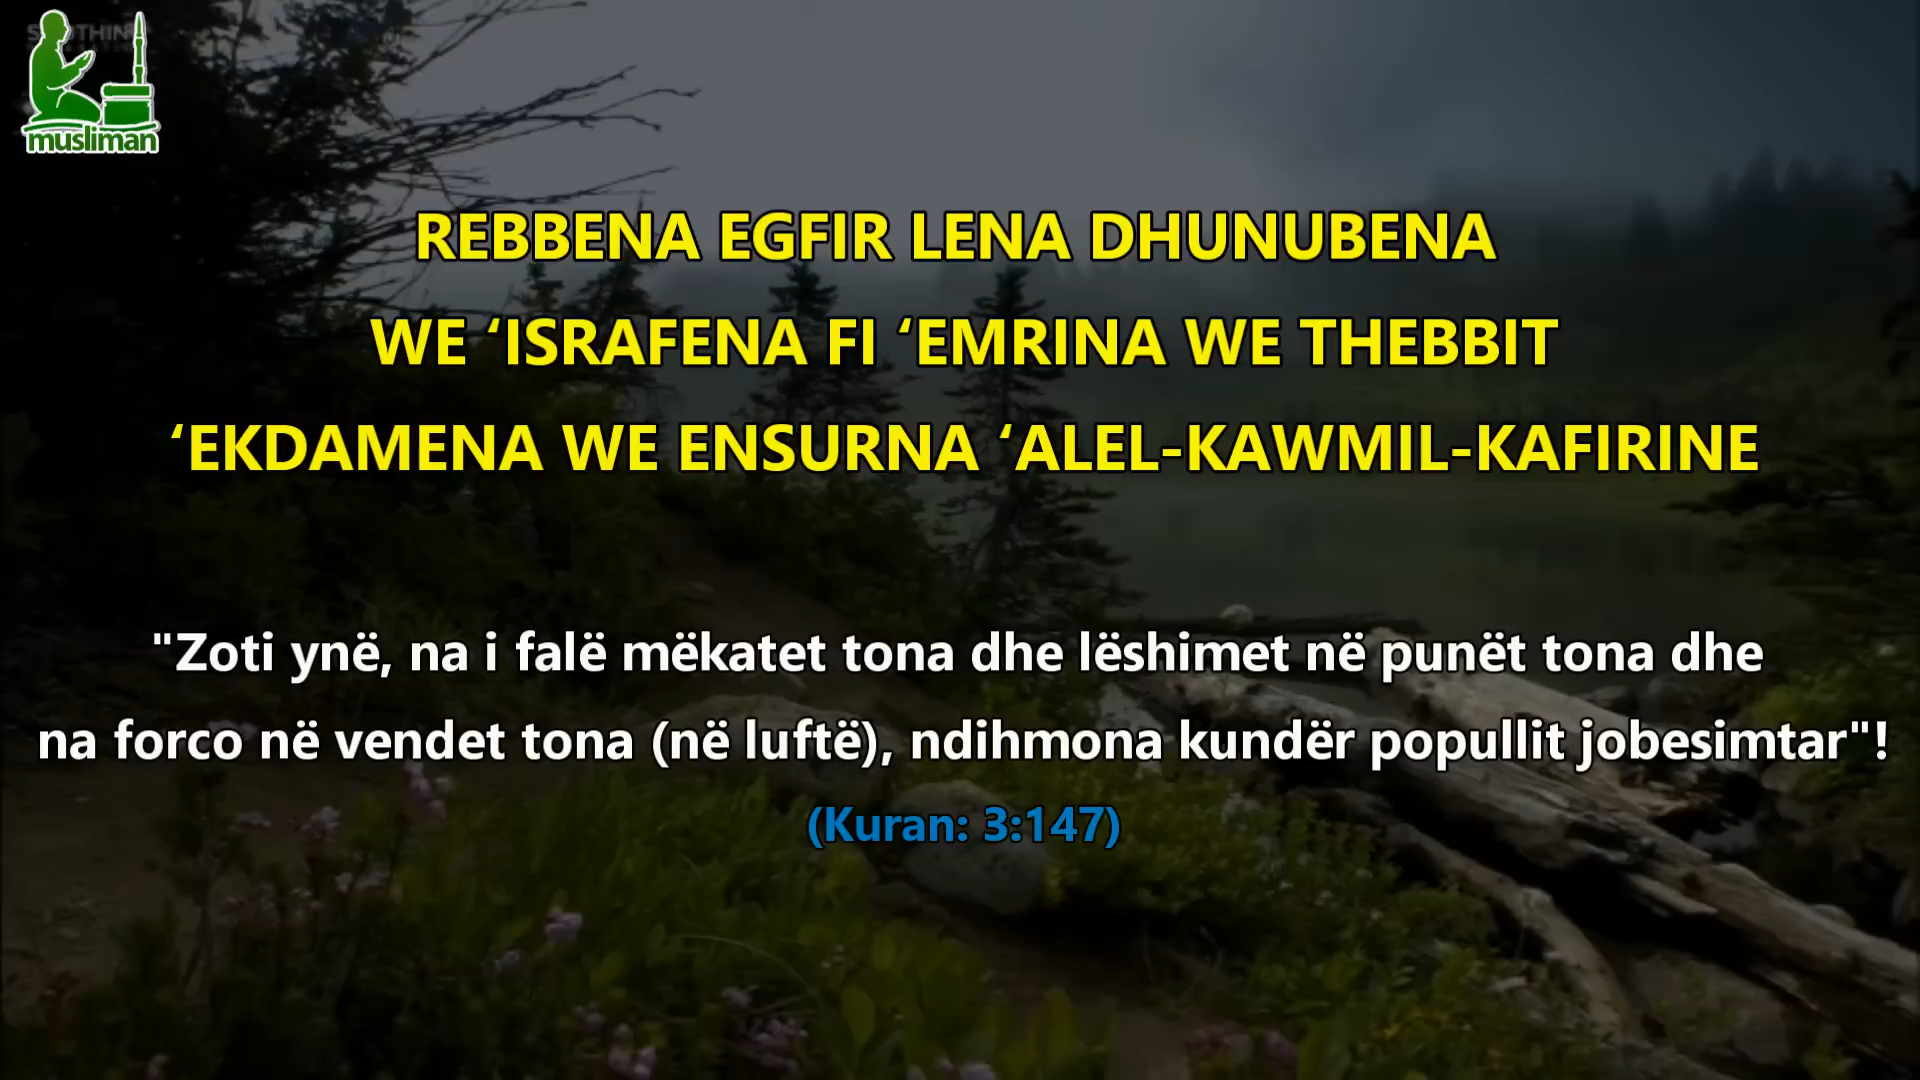 musliman
REBBENA EGFIR LENA DHUNUBENA
WE ‘ISRAFENA FI ‘EMRINA WE THEBBIT
‘EKDAMENA WE ENSURNA ‘ALEL-KAWMIL-KAFIRINE
"Zoti ynë, na i falë mëkatet tona dhe lëshimet në punët tona dhe
na forco në vendet tona (në luftë), ndihmona kundër popullit jobesimtar"!
(Kuran: 3:147)